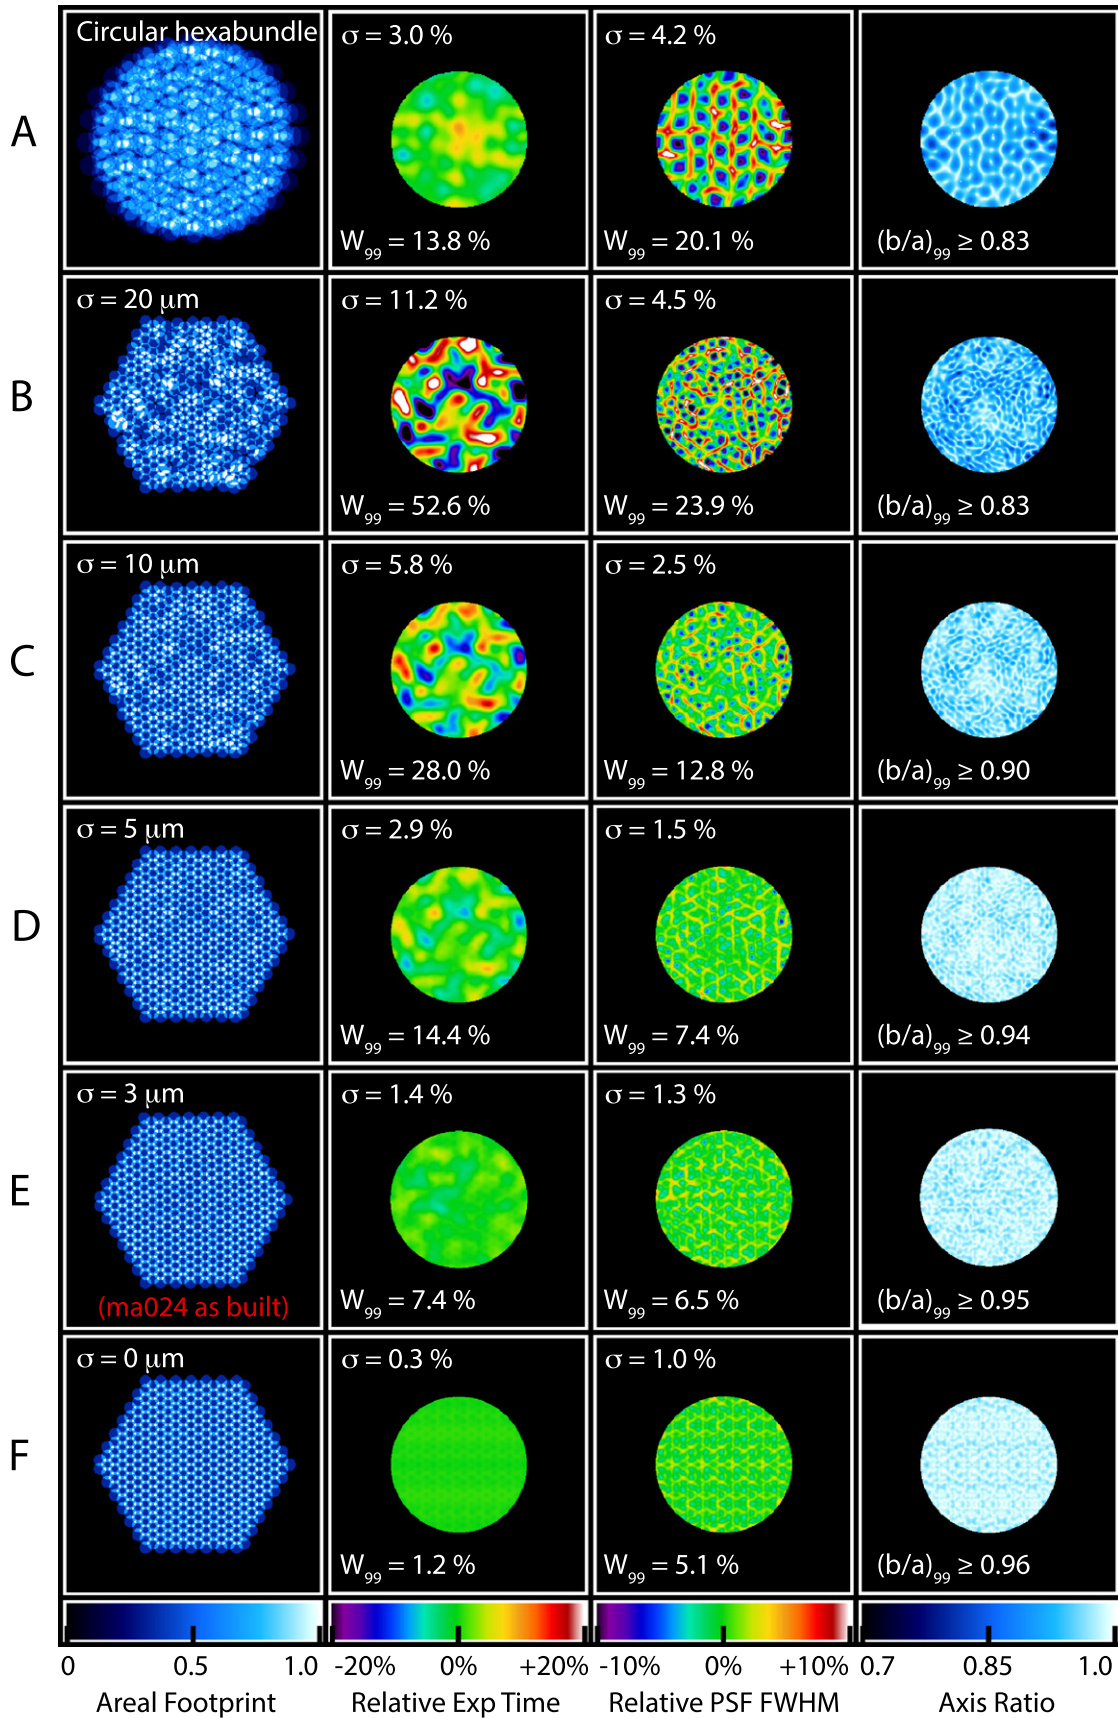 Circular hexabundle
σ = 3.0 %
σ = 4.2 %
A
W99 = 13.8 %
W99 = 20.1 %
(b/a)99 ≥ 0.83
σ = 20 μm
σ = 11.2 %
σ = 4.5 %
B
W99 = 52.6 %
W99 = 23.9 %
(b/a)99 ≥ 0.83
σ = 10 μm
σ = 5.8 %
σ = 2.5 %
C
W99 = 28.0 %
W99 = 12.8 %
(b/a)99 ≥ 0.90
σ = 5 μm
σ = 2.9 %
σ = 1.5 %
D
W99 = 14.4 %
W99 = 7.4 %
(b/a)99 ≥ 0.94
σ = 3 μm
σ = 1.4 %
σ = 1.3 %
E
(ma024 as built)
W99 = 7.4 %
W99 = 6.5 %
(b/a)99 ≥ 0.95
σ = 0 μm
σ = 0.3 %
σ = 1.0 %
F
W99 = 1.2 %
W99 = 5.1 %
(b/a)99 ≥ 0.96
0 0.5 1.0
-20% 0% +20%
-10% 0% +10%
0.7 0.85 1.0
Areal Footprint
Relative Exp Time
Relative PSF FWHM
Axis Ratio